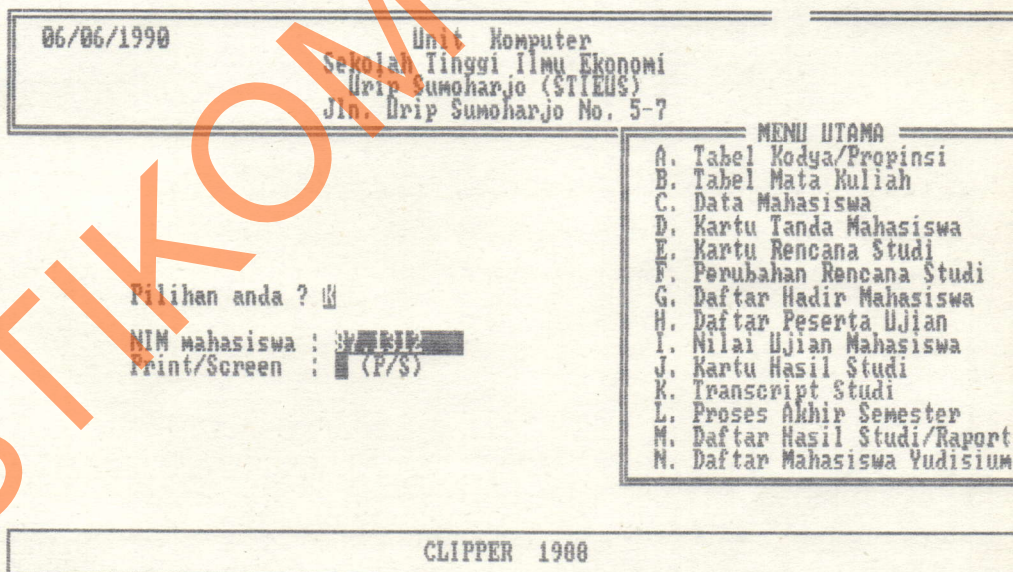 06/06/1990
Unit Komputer
Sekolah Tinggi Ilmu Ekonomi
Urip Sumoharjo (STIEUS)
Jln. Urip Sumoharjo No. 5-7
MENU UTAMA
A. Tabel Kodya/Propinsi
B. Tabel Mata Kuliah
C. Data Mahasiswa
D. Kartu Tanda Mahasiswa
E. Kartu Rencana Studi
F. Perubahan Rencana Studi
G. Daftar Hadir Mahasiswa
H. Daftar Peserta Ujian
I. Nilai Ujian Mahasiswa
J. Kartu Hasil Studi
K. Transcript Studi
L. Proses Akhir Semester
M. Daftar Hasil Studi/Raport
N. Daftar Mahasiswa Yudisium
Pilihan anda ? K
NIM mahasiswa :
Print/Screen : (P/S)
CLIPPER 1988
STIKOM